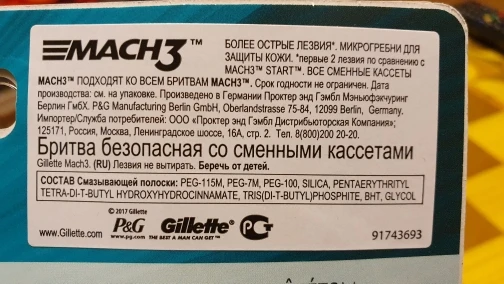 MACH3™
БОЛЕЕ ОСТРЫЕ ЛЕЗВИЯ*. МИКРОГРЕБНИ ДЛЯ
ЗАЩИТЫ КОЖИ. *первые 2 лезвия по сравнению с
MACH3™ START™. ВСЕ СМЕННЫЕ КАССЕТЫ
MACH3™ ПОДХОДЯТ КО ВСЕМ БРИТВАМ MACH3™. Срок годности не ограничен. Дата
производства: см. на упаковке. Произведено в Германии Проктер энд Гэмбл Мэньюфэкчуринг
Берлин ГмбХ. P&G Manufacturing Berlin GmbH, Oberlandstrasse 75-84, 12099 Berlin, Germany.
Импортер/Служба потребителей: ООО «Проктер энд Гэмбл Дистрибьюторская Компания»;
125171, Россия, Москва, Ленинградское шоссе, 16А, стр. 2. Тел. 8(800)200 20-20.
Бритва безопасная со сменными кассетами
Gillette Mach3. (RU) Лезвия не вытирать. Беречь от детей.
СОСТАВ Смазывающей полоски: PEG-115M, PEG-7M, PEG-100, SILICA, PENTAERYTHRITYL
TETRA-DI-T-BUTYL HYDROXYHYDROCINNAMATE, TRIS(DI-T-BUTYL)PHOSPHITE, BHT, GLYCOL
© 2017 Gillette
www.Gillette.com
P&G
www.pg.com
Gillette®
THE BEST A MAN CAN GET™
РСТ
91743693